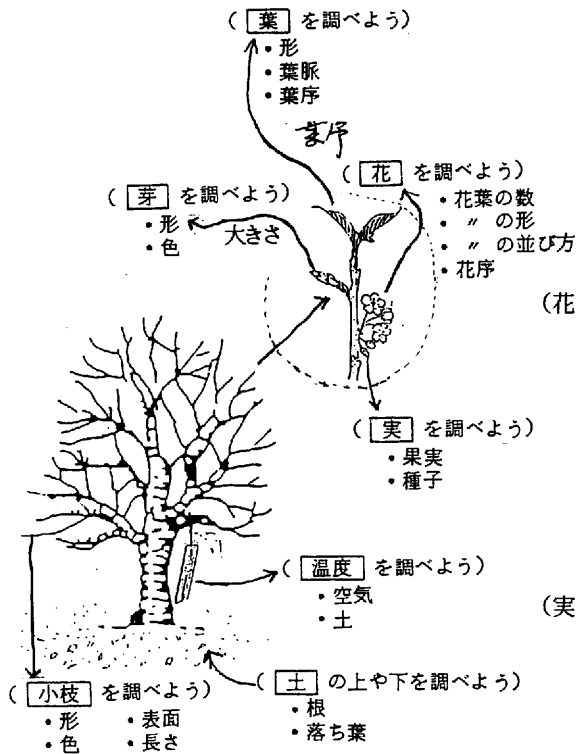 (葉を調べよう)
・形
・葉脈
・葉序
葉序
(花を調べよう)
・花葉の数
・〃の形
・〃の並び方
・花序
(芽を調べよう)
・形
・色
大きさ
(花
(実を調べよう)
・果実
・種子
(温度を調べよう)
・空気
・土
(実
(土の上や下を調べよう)
・根
・落ち葉
(小枝を調べよう)
・形 ・表面
・色 ・長さ